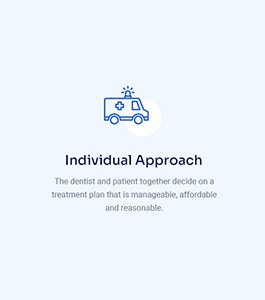 Individual Approach
The dentist and patient together decide on a
treatment plan that is manageable, affordable
and reasonable.